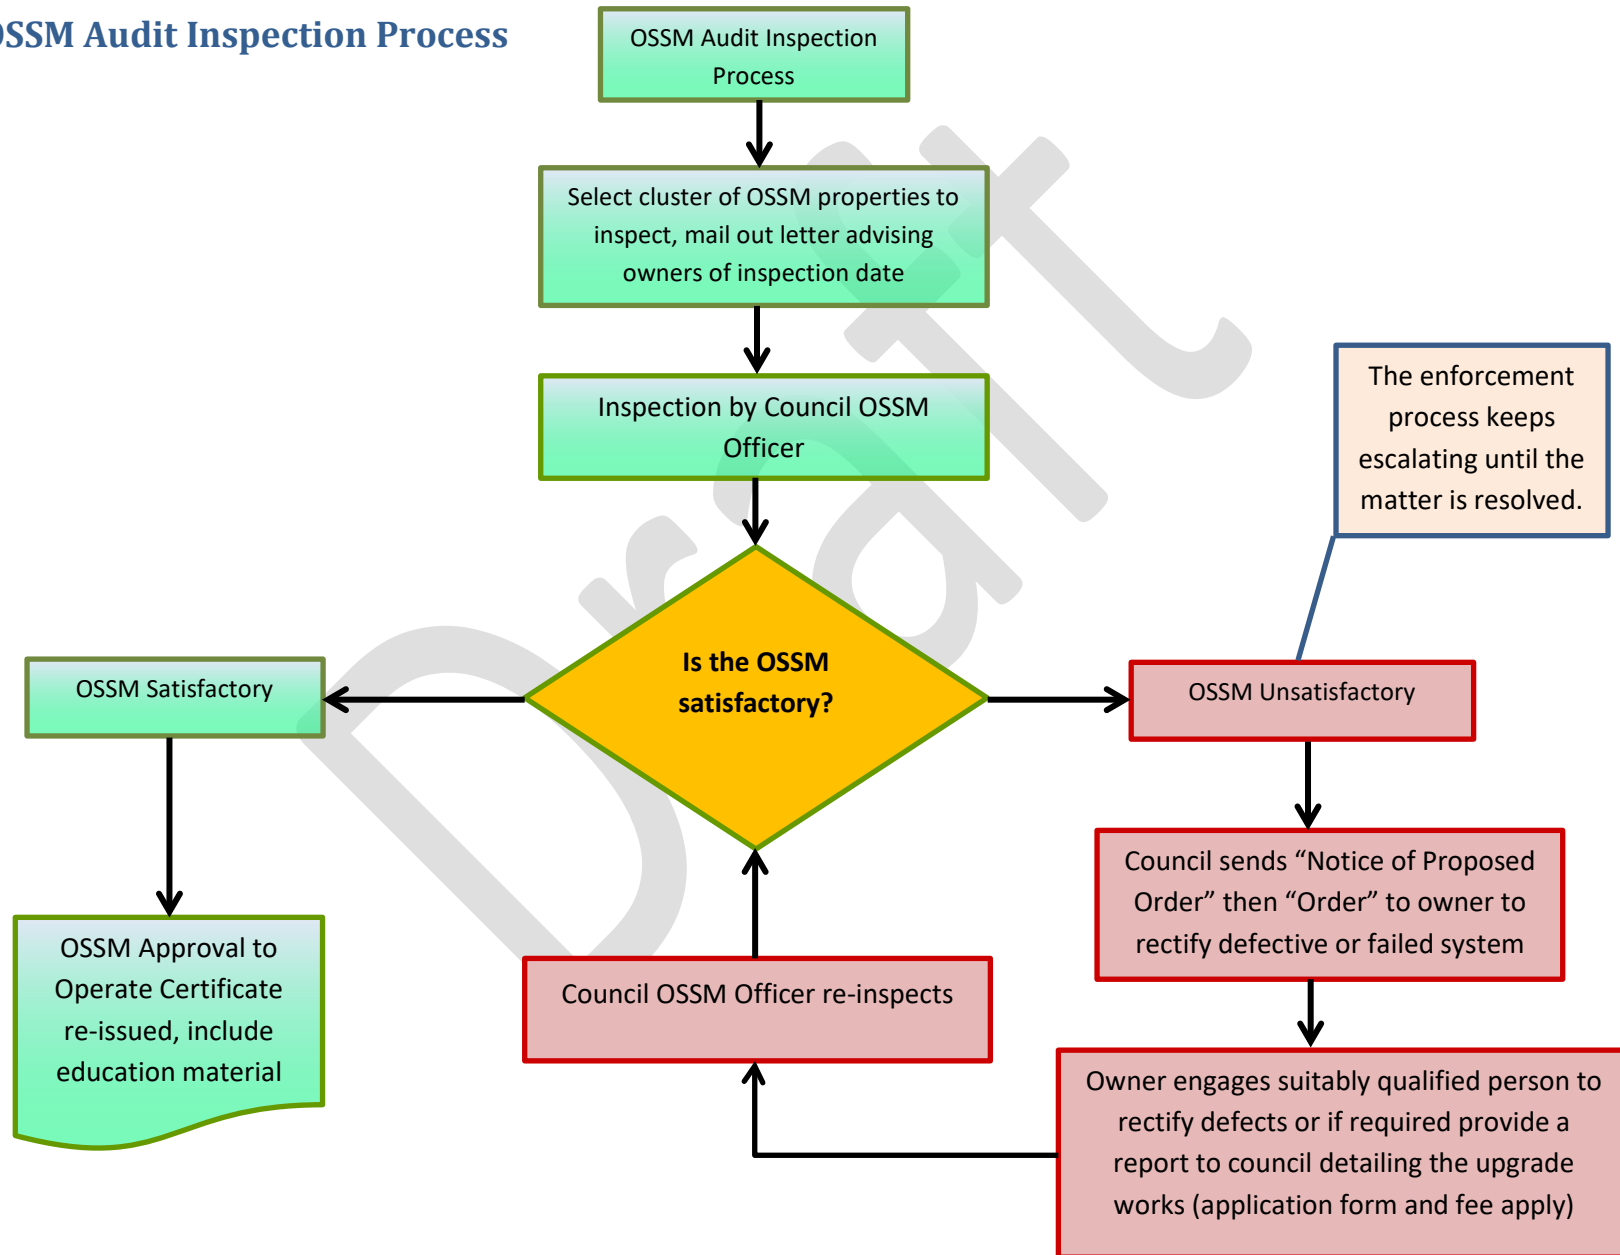 OSSM Audit Inspection Process
OSSM Audit Inspection
Process
Select cluster of OSSM properties to
inspect, mail out letter advising
owners of inspection date
Inspection by Council OSSM
Officer
The enforcement
process keeps
escalating until the
matter is resolved.
Is the OSSM
satisfactory?
OSSM Satisfactory
OSSM Unsatisfactory
OSSM Approval to
Operate Certificate
re-issued, include
education material
Council OSSM Officer re-inspects
Council sends “Notice of Proposed
Order” then “Order” to owner to
rectify defective or failed system
Owner engages suitably qualified person to
rectify defects or if required provide a
report to council detailing the upgrade
works (application form and fee apply)
Draft